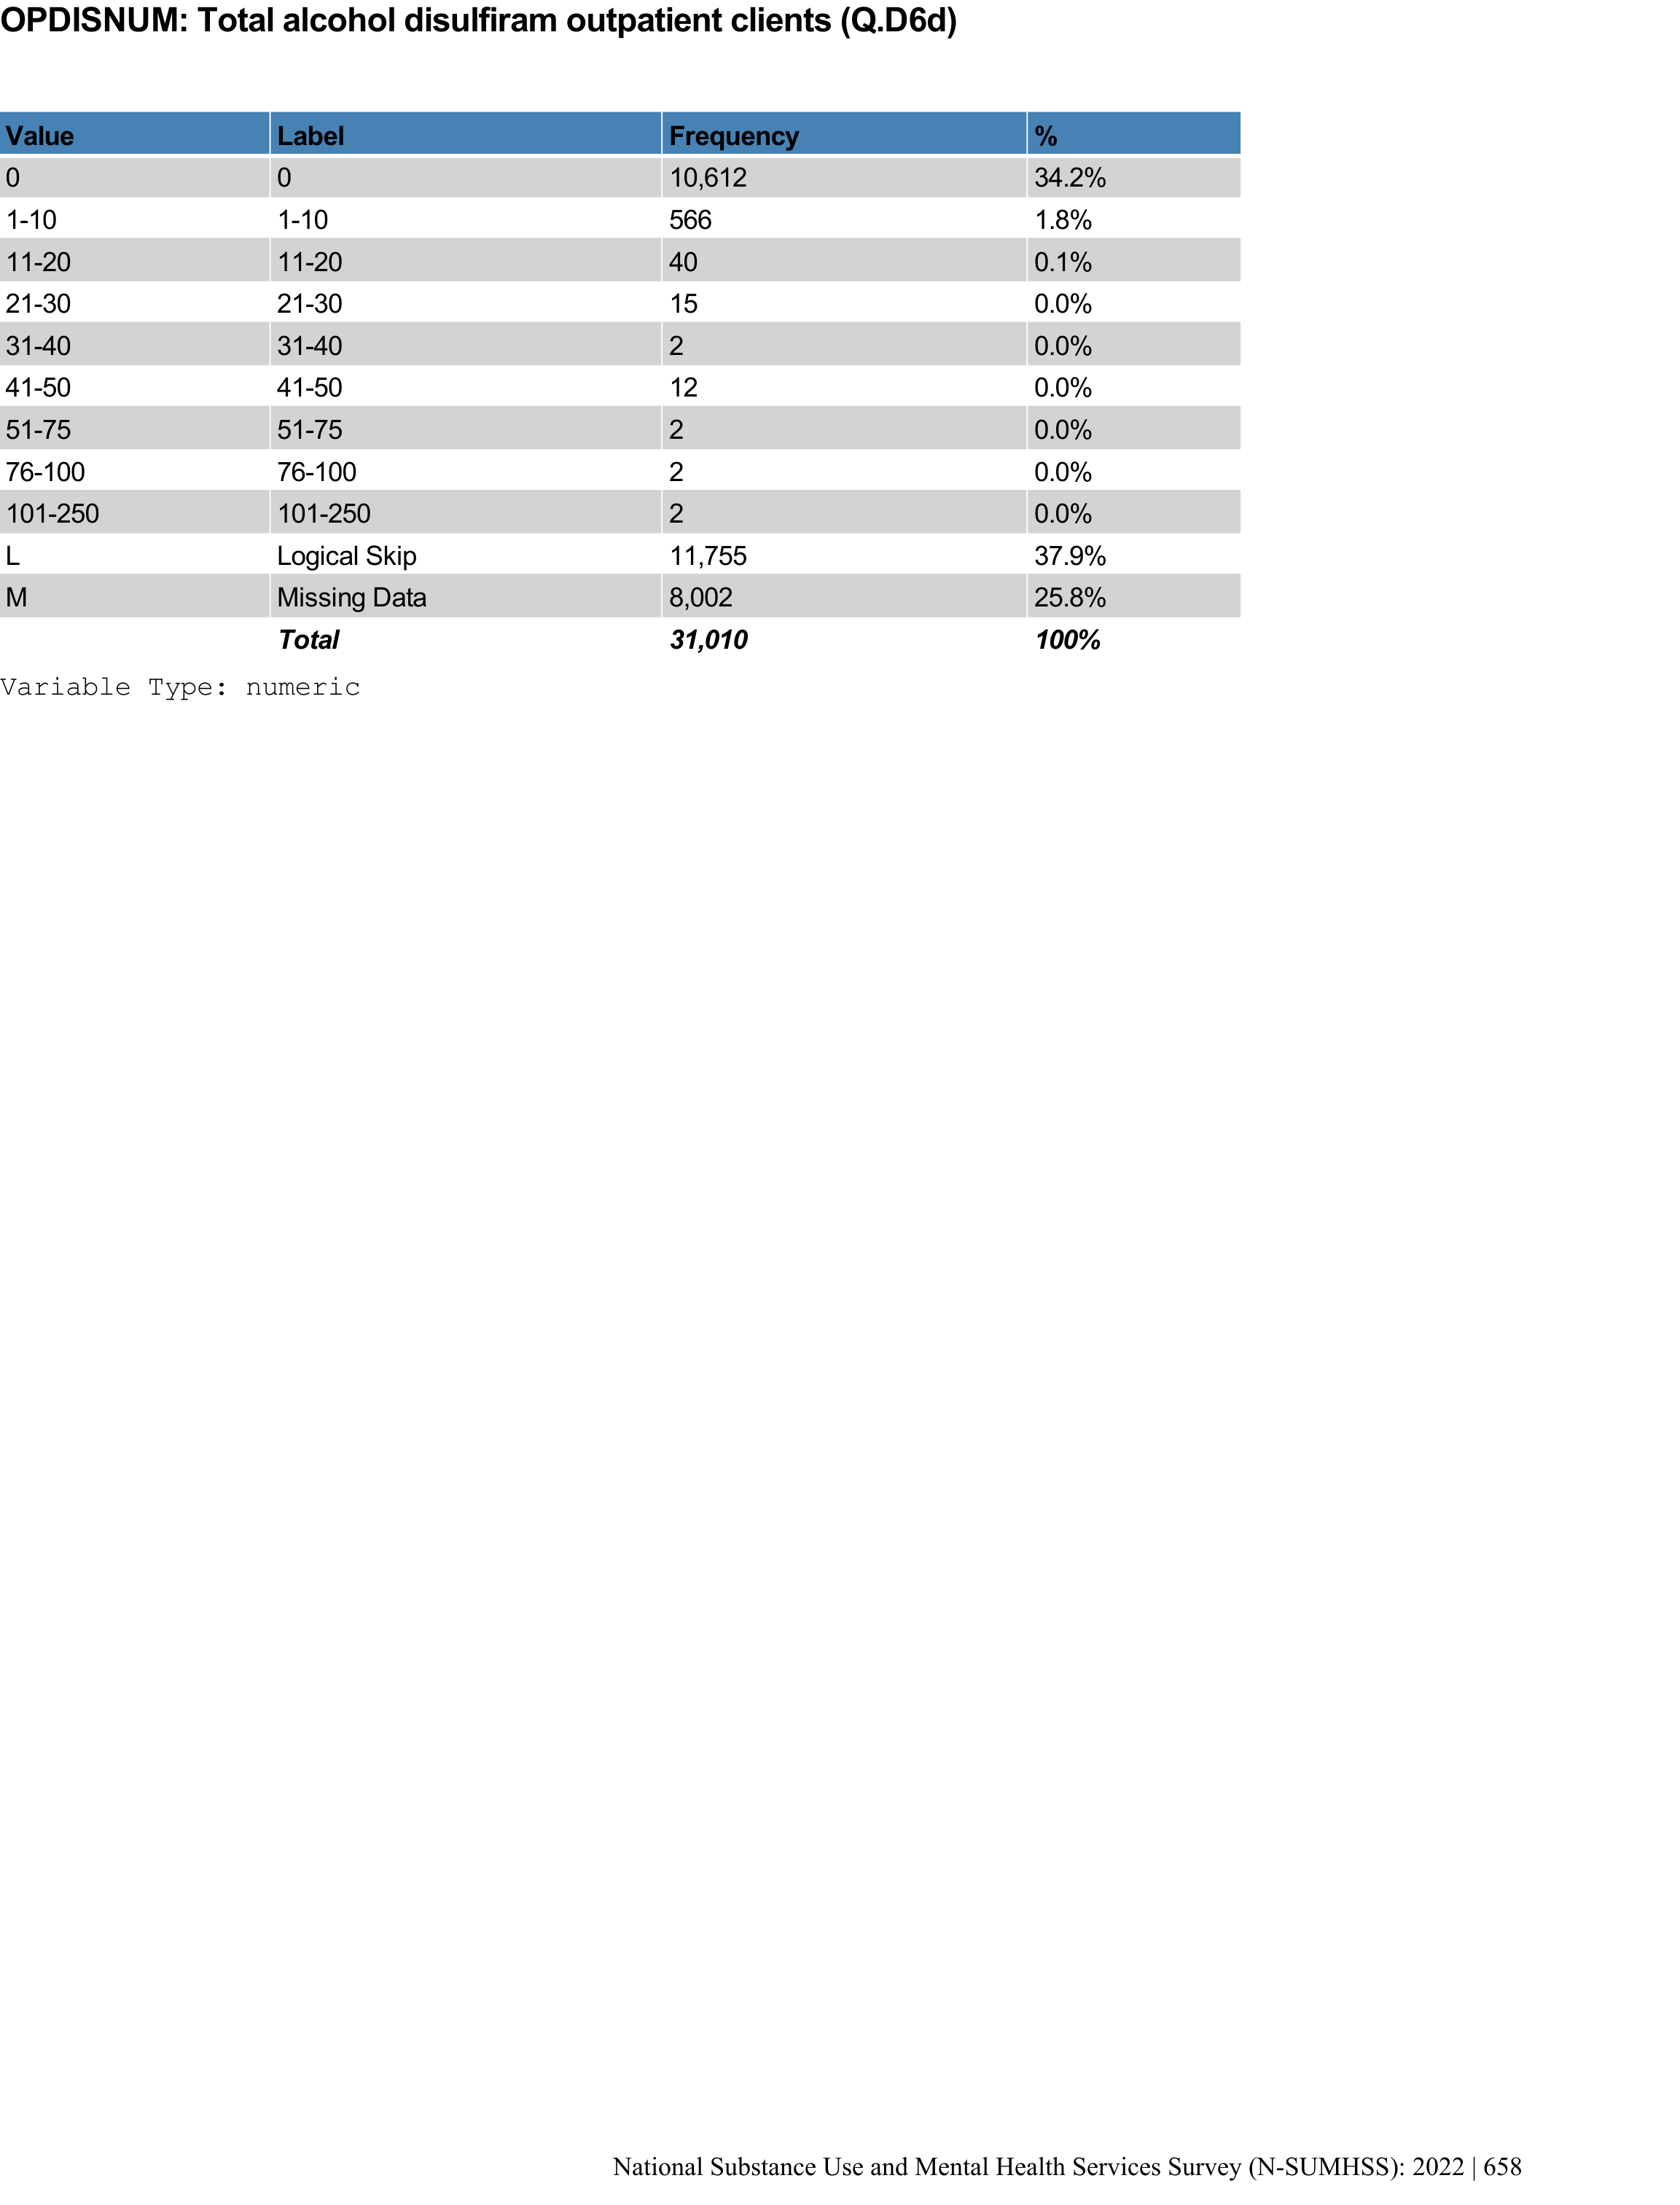 OPDISNUM: Total alcohol disulfiram outpatient clients (Q.D6d)
Value Label Frequency %
0 0 10,612 34.2%
1-10 1-10 566 1.8%
11-20 11-20 40 0.1%
21-30 21-30 15 0.0%
31-40 31-40 2 0.0%
41-50 41-50 12 0.0%
51-75 51-75 2 0.0%
76-100 76-100 2 0.0%
101-250 101-250 2 0.0%
L Logical Skip 11,755 37.9%
M Missing Data 8,002 25.8%
Total 31,010 100%
Variable Type: numeric
National Substance Use and Mental Health Services Survey (N-SUMHSS): 2022 | 658